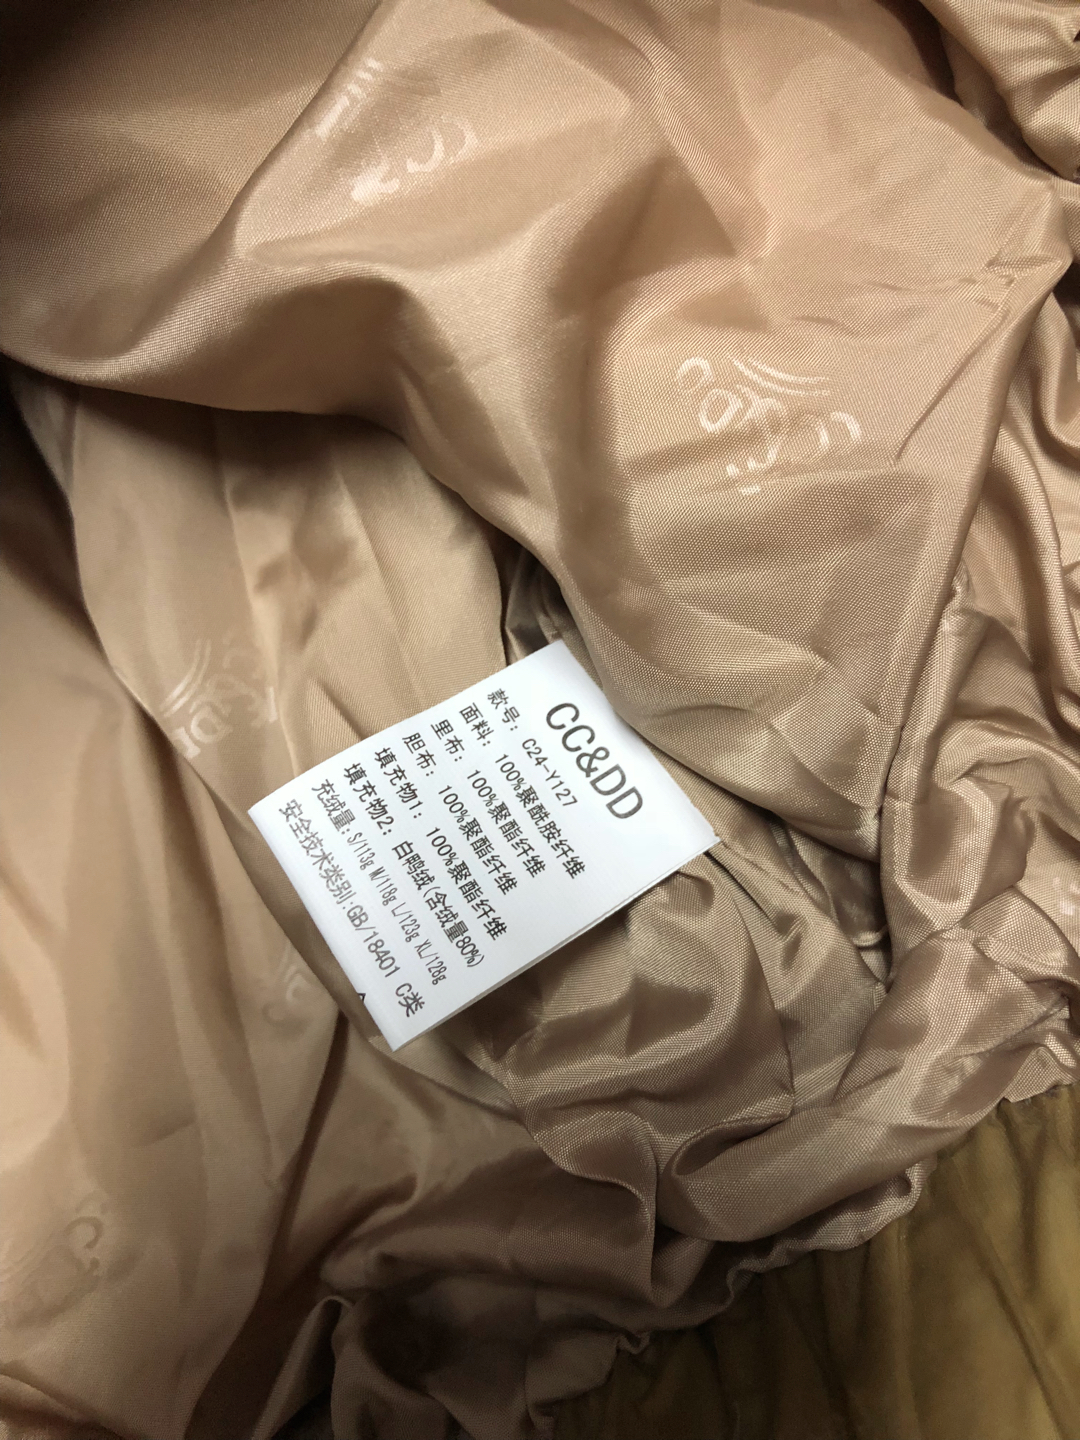 CC&DD
款号: C24-Y127
面料: 100%聚酰胺纤维
里布: 100%聚酯纤维
胆布: 100%聚酯纤维
填充物1: 100%聚酯纤维
填充物2: 白鸭绒(含绒量80%)
充绒量: S/113g M/118g L/123g XL/128g
安全技术类别:GB/18401 C类